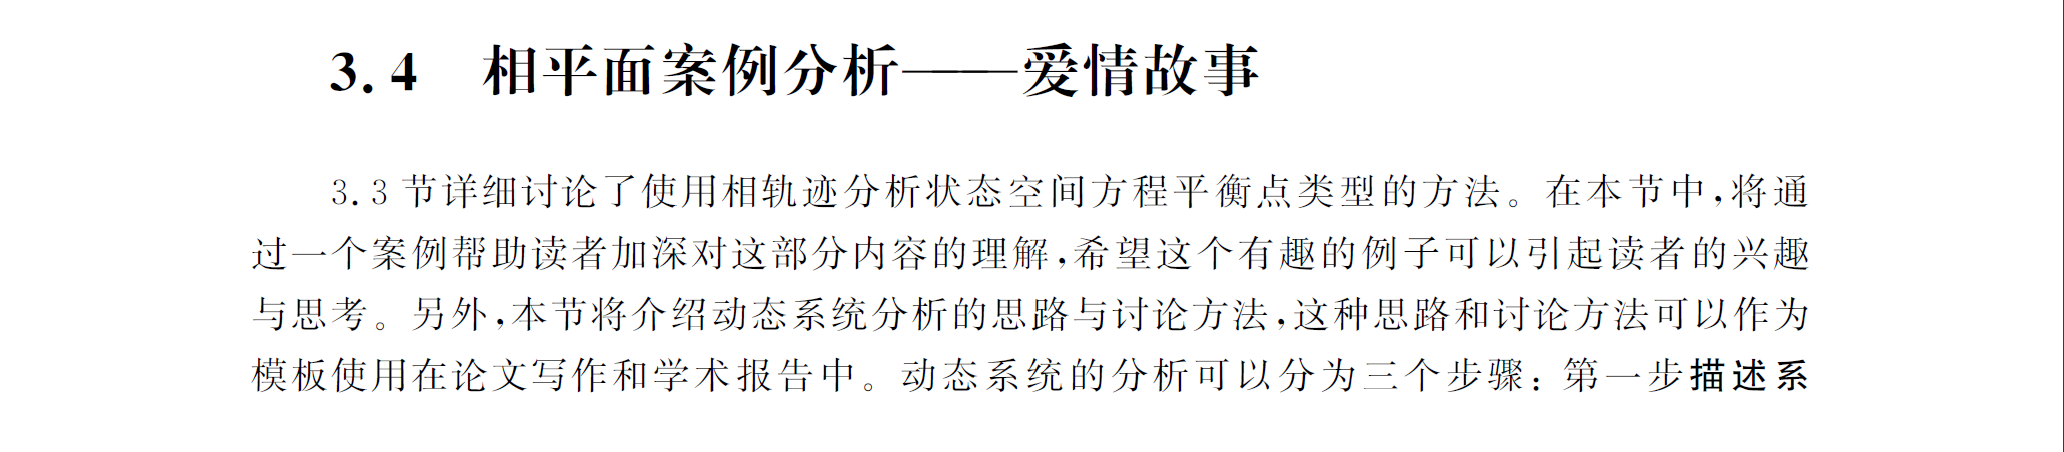 3.4 相平面案例分析——爱情故事
3.3节详细讨论了使用相轨迹分析状态空间方程平衡点类型的方法。在本节中,将通
过一个案例帮助读者加深对这部分内容的理解,希望这个有趣的例子可以引起读者的兴趣
与思考。另外,本节将介绍动态系统分析的思路与讨论方法,这种思路和讨论方法可以作为
模板使用在论文写作和学术报告中。动态系统的分析可以分为三个步骤:第一步描述系